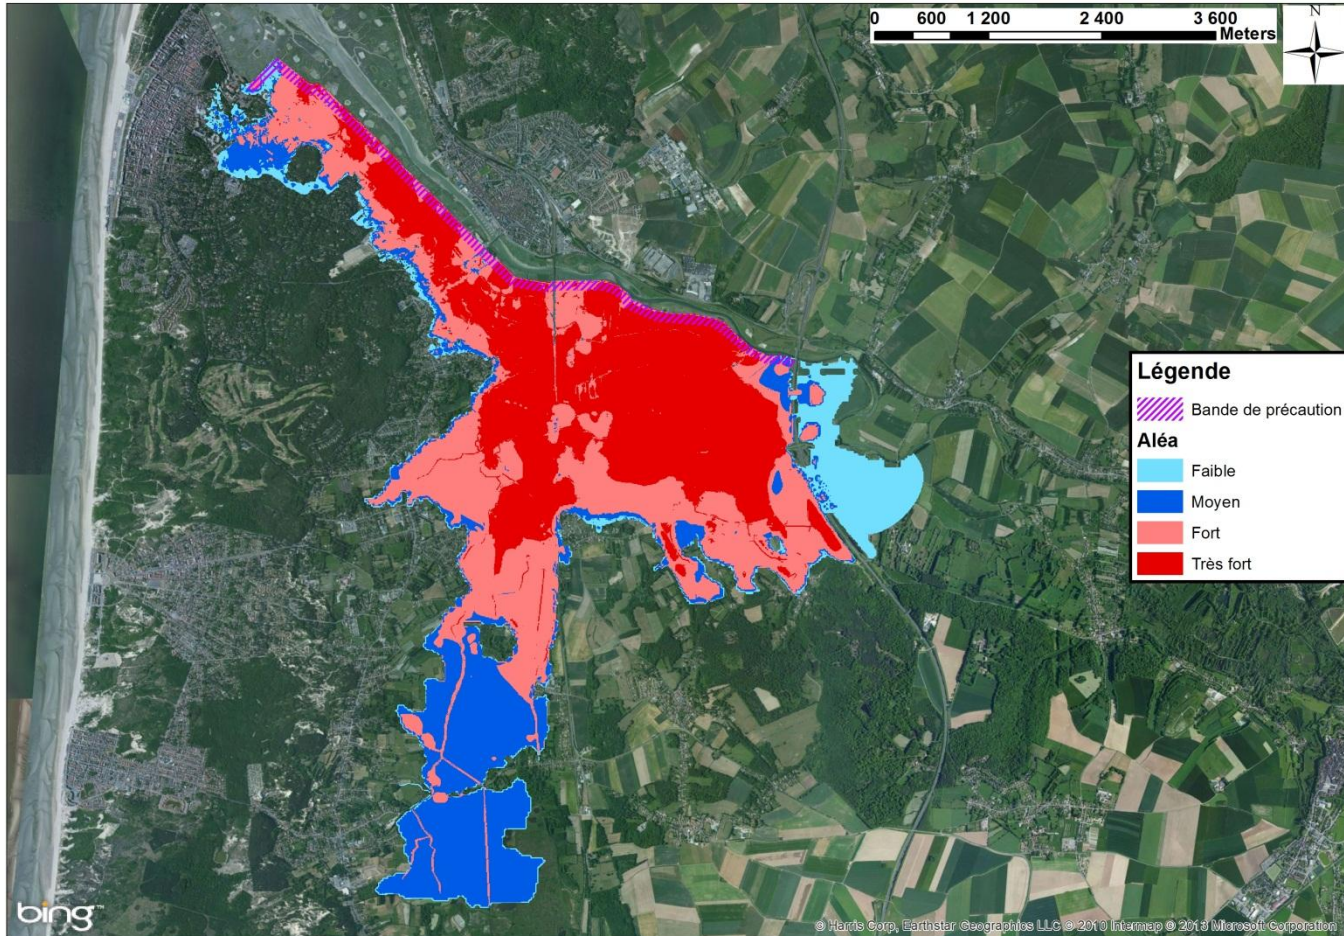 0 600 1 200 2 400 3 600
Meters
N
Légende
Bande de précaution
Aléa
Faible
Moyen
Fort
Très fort
bing™
© Harris Corp, Earthstar Geographics LLC © 2010 Intermap © 2013 Microsoft Corporation